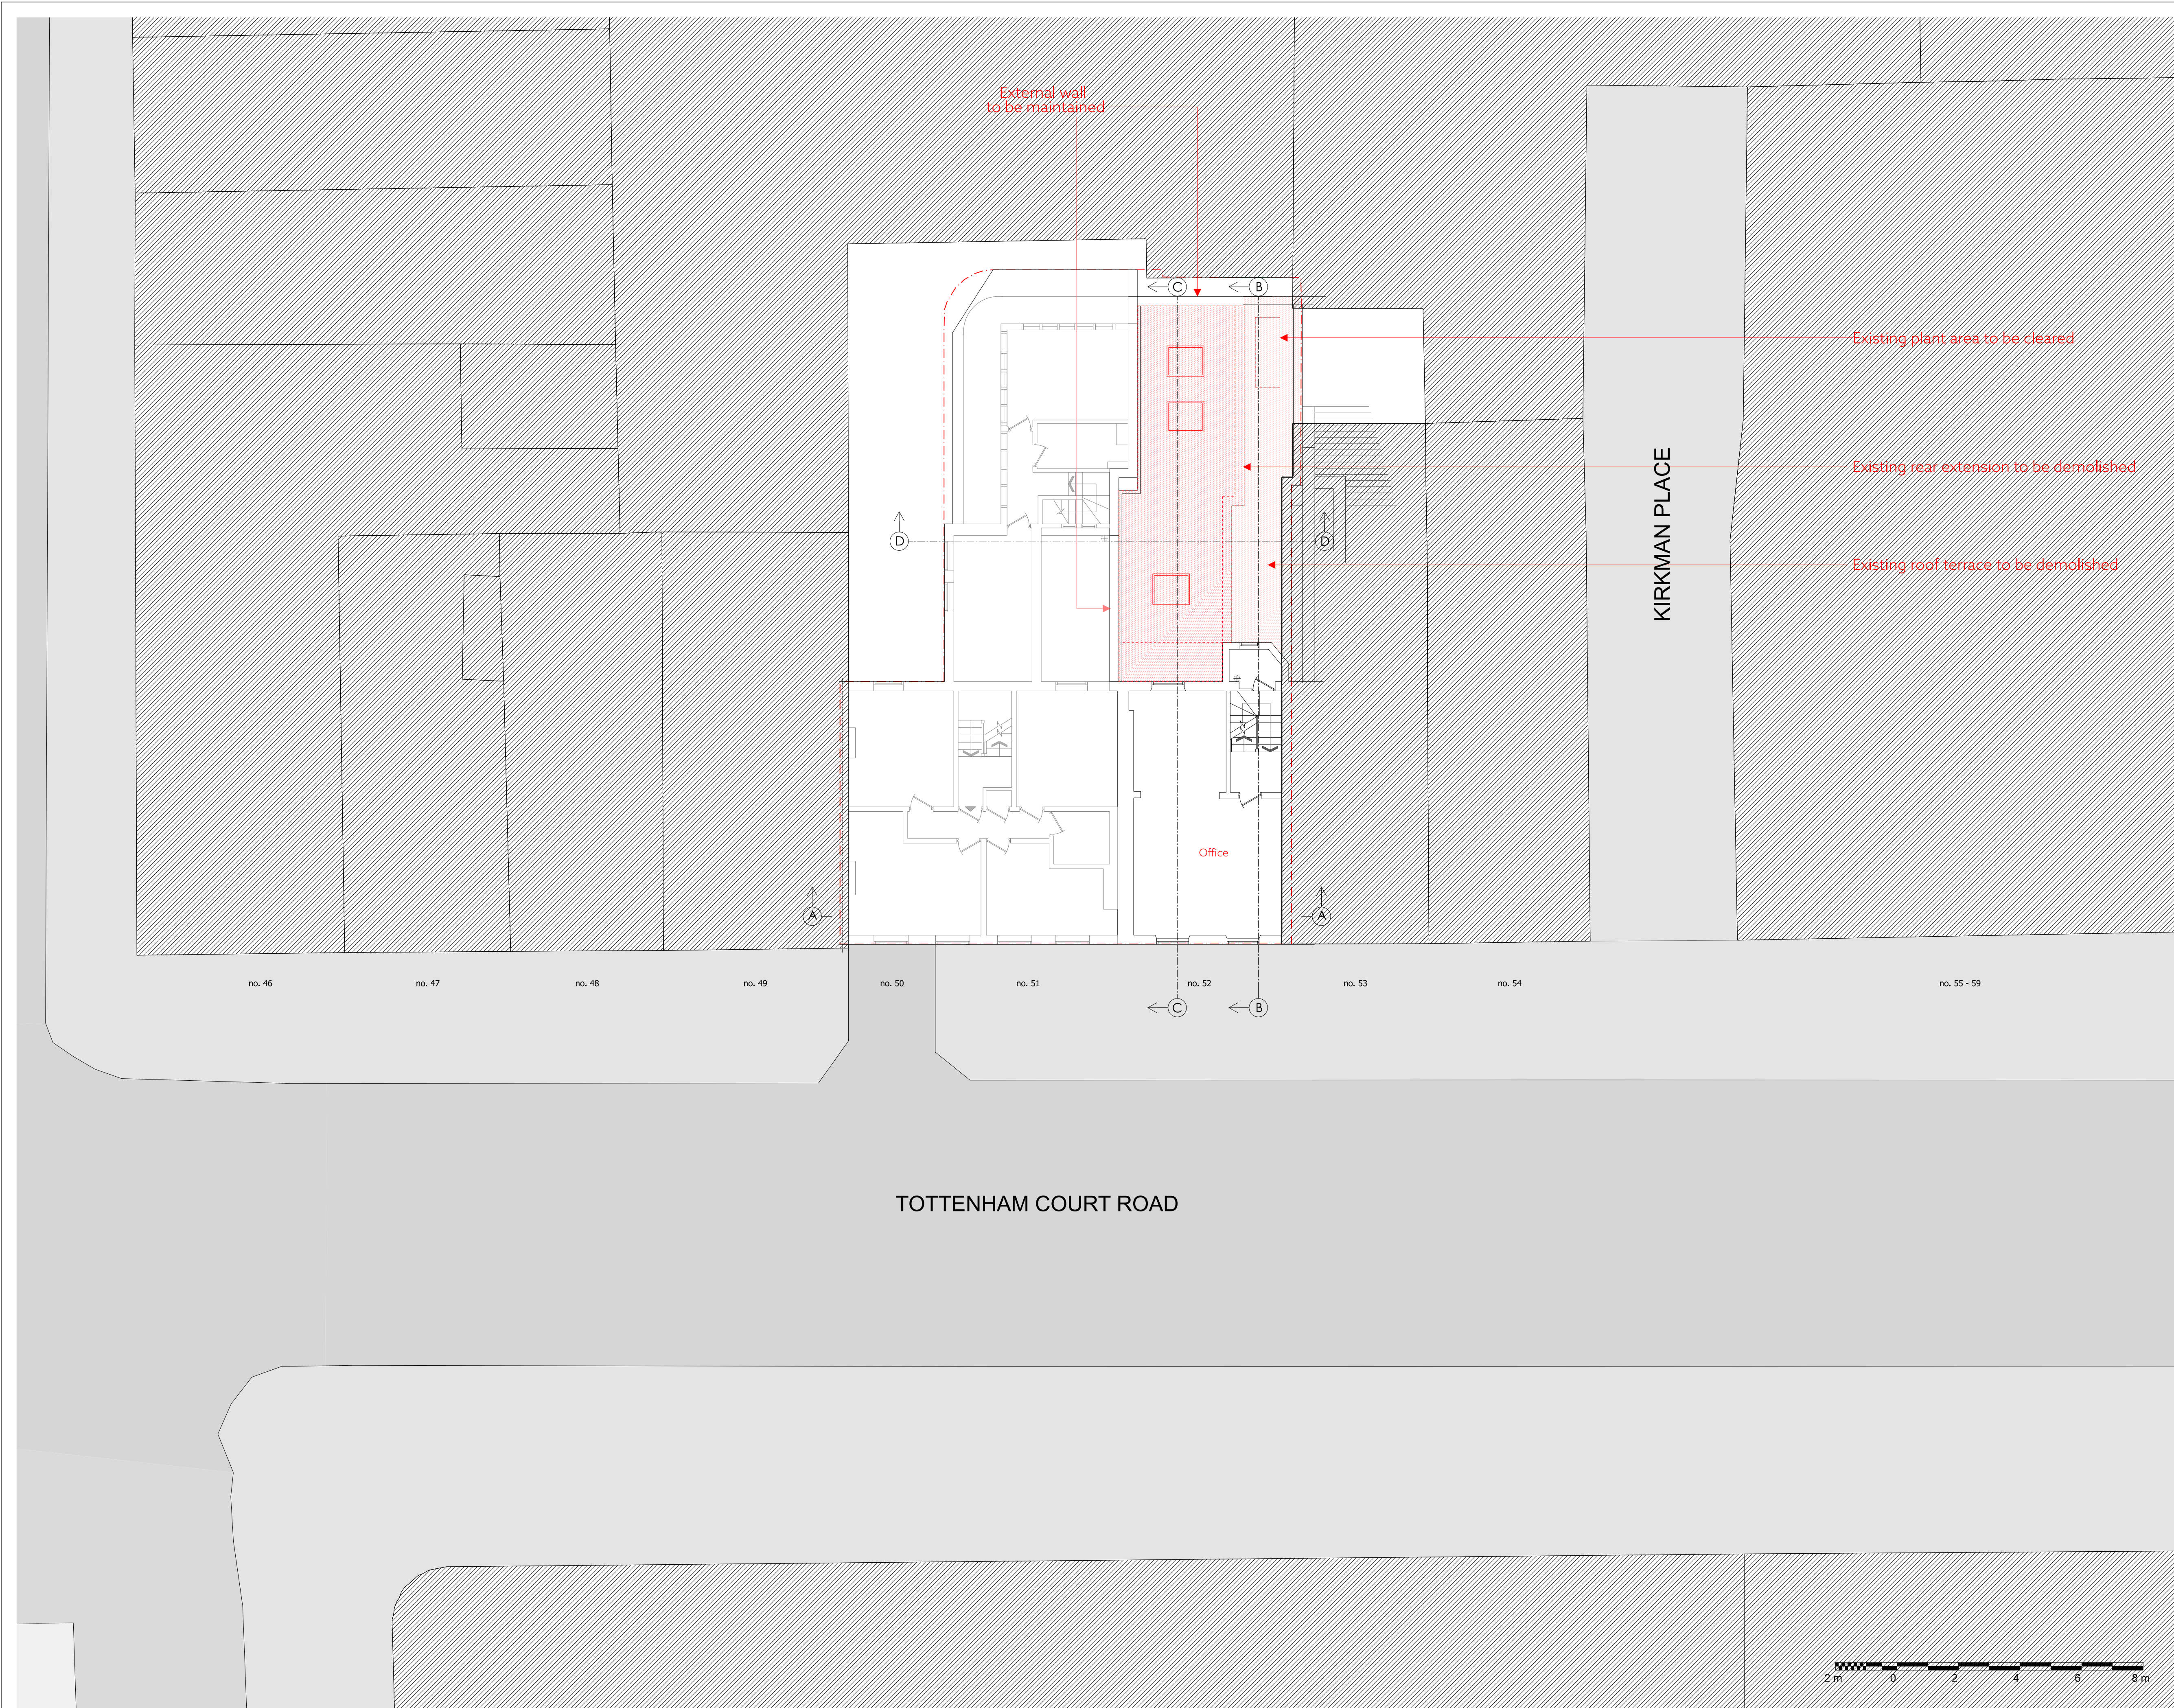 External wall
to be maintained
C
B
Existing plant area to be cleared
Existing rear extension to be demolished
D
D
Existing roof terrace to be demolished
KIRKMAN PLACE
Office
A
A
no. 46
no. 47
no. 48
no. 49
no. 50
no. 51
no. 52
no. 53
no. 54
no. 55 - 59
C
B
TOTTENHAM COURT ROAD
2 m 0 2 4 6 8 m